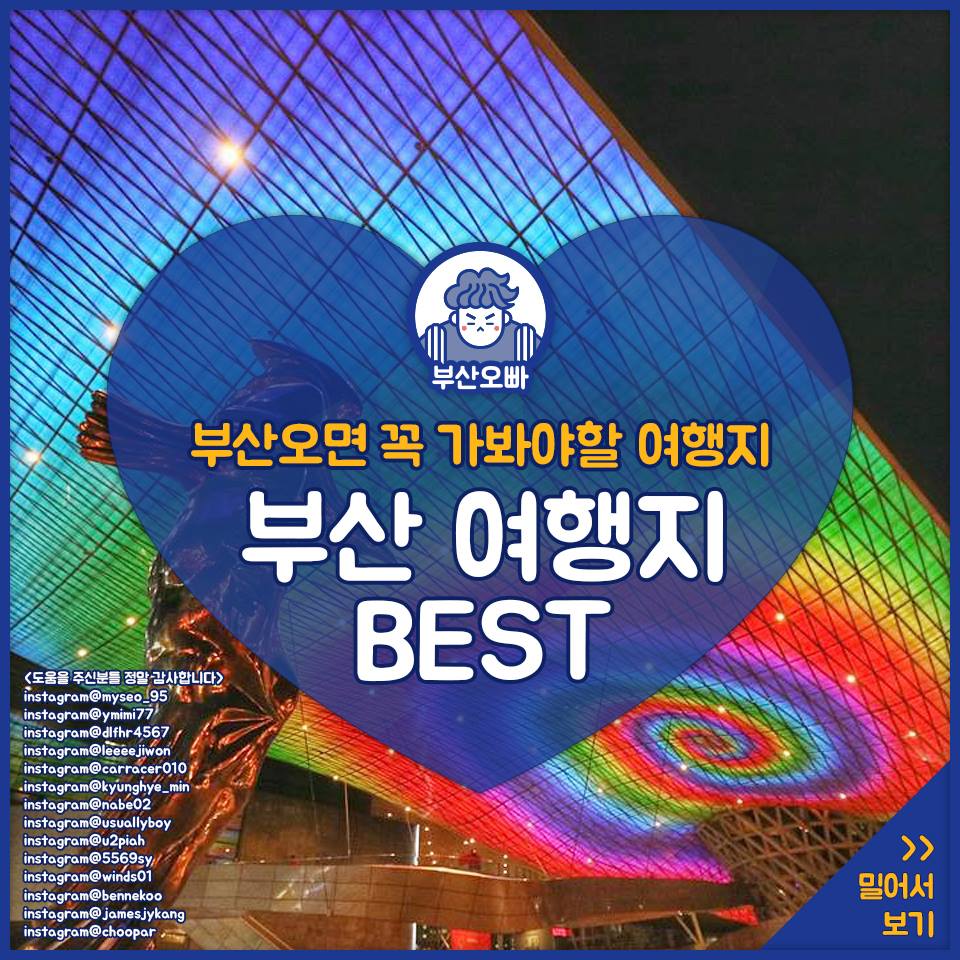 부산오빠
부산오면 꼭 가봐야할 여행지
부산 여행지
BEST
<도움을 주신분들 정말 감사합니다>
instagram@myseo_95
instagram@ymimi77
instagram@dlfhr4567
instagram@leeeejiwon
instagram@carracer010
instagram@kyunghye_min
instagram@nabe02
instagram@usuallyboy
instagram@u2piah
instagram@5569sy
instagram@winds01
instagram@bennekoo
instagram@jamesjykang
instagram@choopar
>>
밀어서
보기